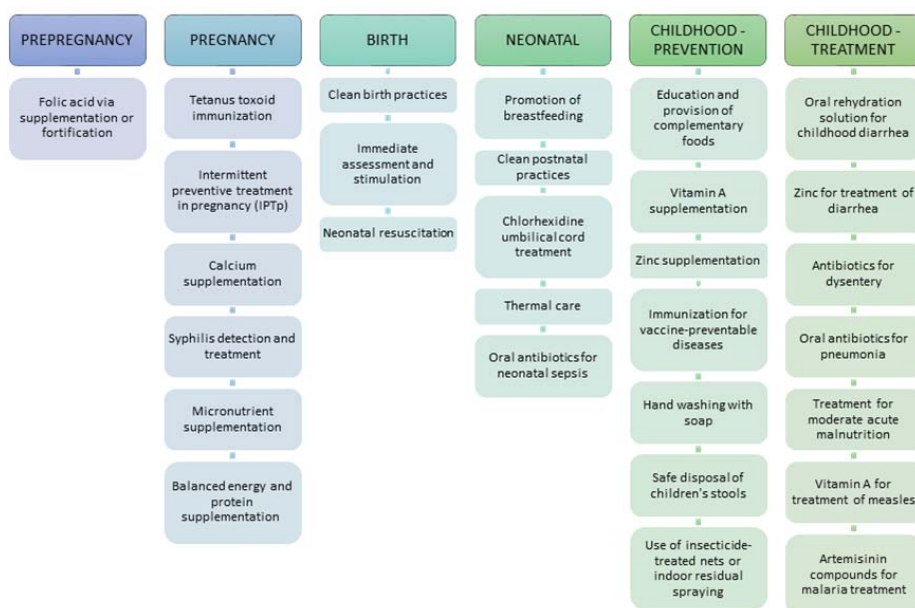 PREPREGNANCY
Folic acid via
supplementation or
fortification
PREGNANCY
Tetanus toxoid
immunization
Intermittent
preventive treatment
in pregnancy (IPTp)
Calcium
supplementation
Syphilis detection and
treatment
Micronutrient
supplementation
Balanced energy and
protein
supplementation
BIRTH
Clean birth practices
Immediate
assessment and
stimulation
Neonatal resuscitation
NEONATAL
Promotion of
breastfeeding
Clean postnatal
practices
Chlorhexidine
umbilical cord
treatment
Thermal care
Oral antibiotics for
neonatal sepsis
CHILDHOOD -
PREVENTION
Education and
provision of
complementary
foods
Vitamin A
supplementation
Zinc supplementation
Immunization for
vaccine-preventable
diseases
Hand washing with
soap
Safe disposal of
children's stools
Use of insecticide-
treated nets or
indoor residual
spraying
CHILDHOOD -
TREATMENT
Oral rehydration
solution for
childhood diarrhea
Zinc for treatment of
diarrhea
Antibiotics for
dysentery
Oral antibiotics for
pneumonia
Treatment for
moderate acute
malnutrition
Vitamin A for
treatment of measles
Artemisinin
compounds for
malaria treatment